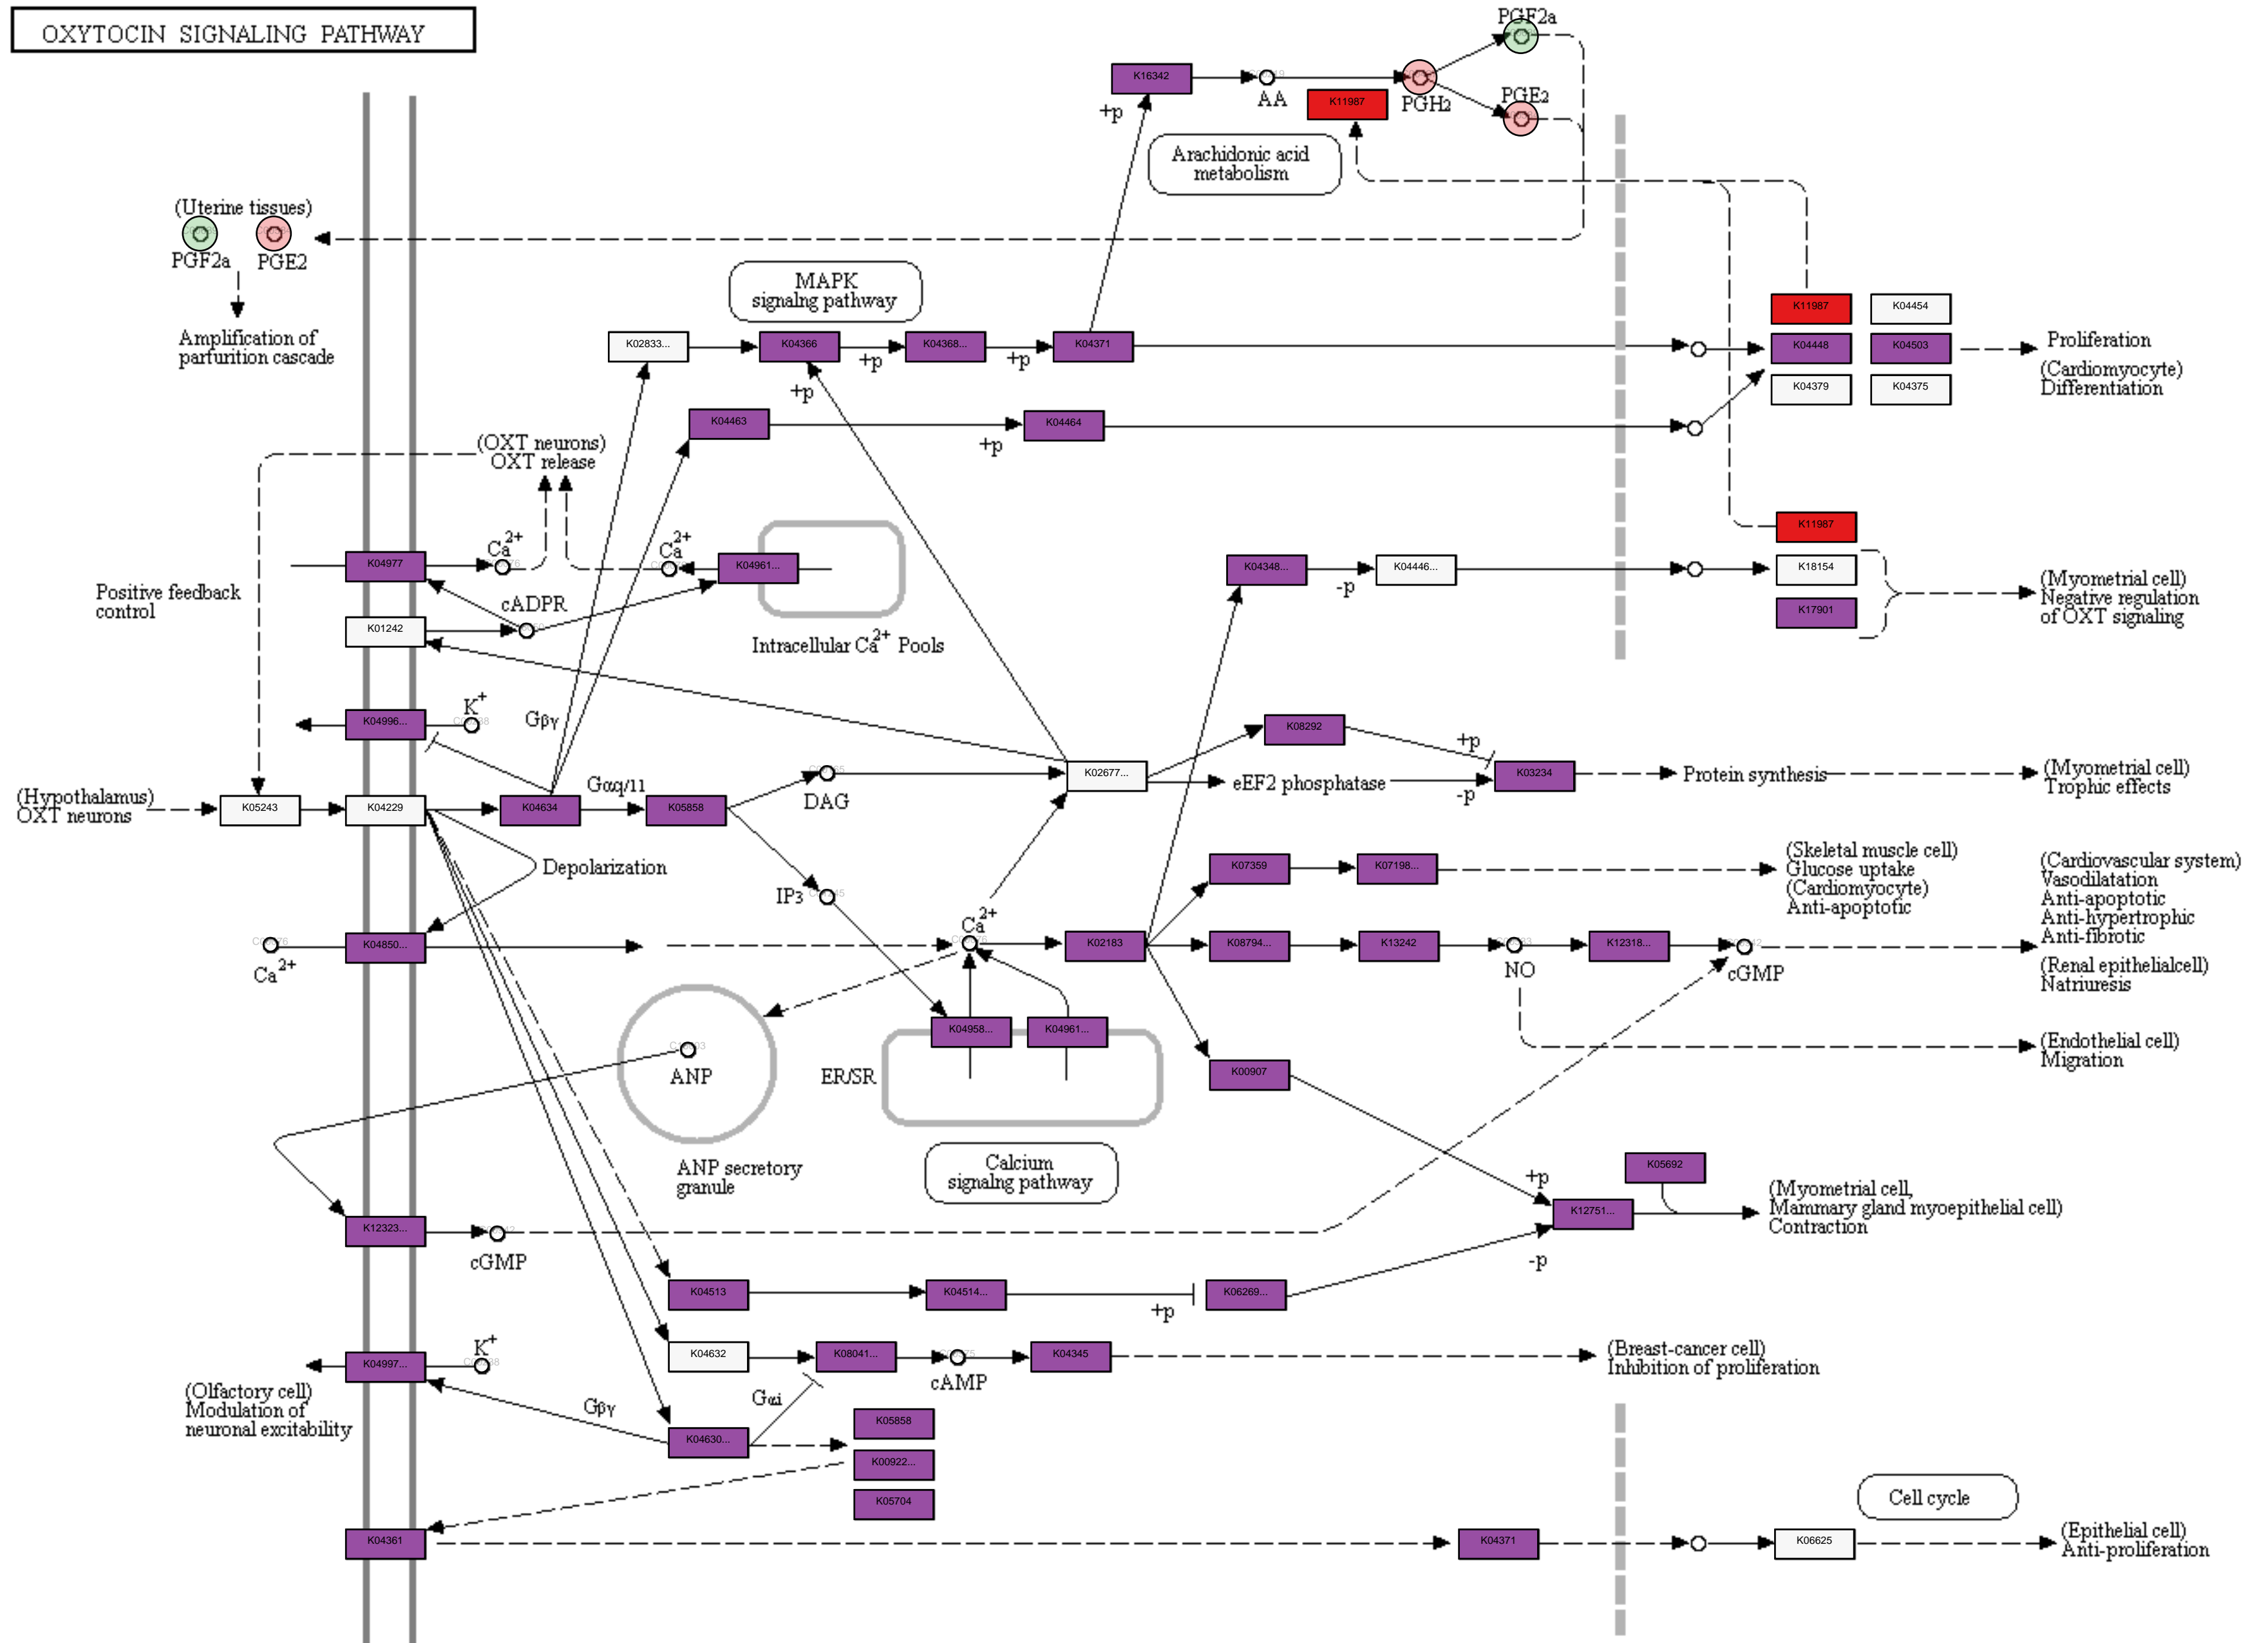 OXYTOCIN SIGNALING PATHWAY
PGF2a
K16342
AA
K11987
PGH2
PGE2
+p
Arachidonic acid
metabolism
(Uterine tissues)
PGF2a
PGE2
Amplification of
parfurition cascade
MAPK
signalng pathway
K02833...
K04366
K04368...
K04371
+p
+p
+p
K11987
K04454
K04448
K04503
K04379
K04375
Proliferation
(Cardiomyocyte)
Differentiation
K04463
K04464
+p
(OXT neurons)
OXT release
Positive feedback
control
K04977
Ca2+
Ca2+
K04961...
cADPR
K01242
Intracellular Ca2+ Pools
K04348...
-p
K04446...
K11987
K18154
K17901
(Myometrial cell)
Negative regulation
of OXT signaling
K04996...
K+
Gβγ
K08292
+p
K02677...
eEF2 phosphatase
-p
K03234
Protein synthesis
(Myometrial cell)
Trophic effects
(Hypothalamus)
OXT neurons
K05243
K04229
K04634
Gαq/11
K05858
DAG
Depolarization
IP3
K07359
K07198...
(Skeletal muscle cell)
Glucose uptake
(Cardiomyocyte)
Anti-apoptotic
(Cardiovascular system)
Vasodilatation
Anti-apoptotic
Anti-hypertrophic
Anti-fibrotic
(Renal epithelialcell)
Natriuresis
Ca2+
K04850...
Ca2+
K02183
K08794...
K13242
NO
K12318...
cGMP
K04958...
K04961...
ER/SR
ANP
ANP secretory
granule
Calcium
signalng pathway
K00907
(Endothelial cell)
Migration
+p
K05692
K12751...
-p
(Myometrial cell,
Mammary gland myoepithelial cell)
Contraction
K12323...
cGMP
K04513
K04514...
+p
K06269...
K04997...
K+
K04632
K08041...
cAMP
K04345
(Breast-cancer cell)
Inhibition of proliferation
(Olfactory cell)
Modulation of
neuronal excitability
Gβγ
Gαi
K04630...
K05858
K00922...
K05704
Cell cycle
K04361
K04371
K06625
(Epithelial cell)
Anti-proliferation